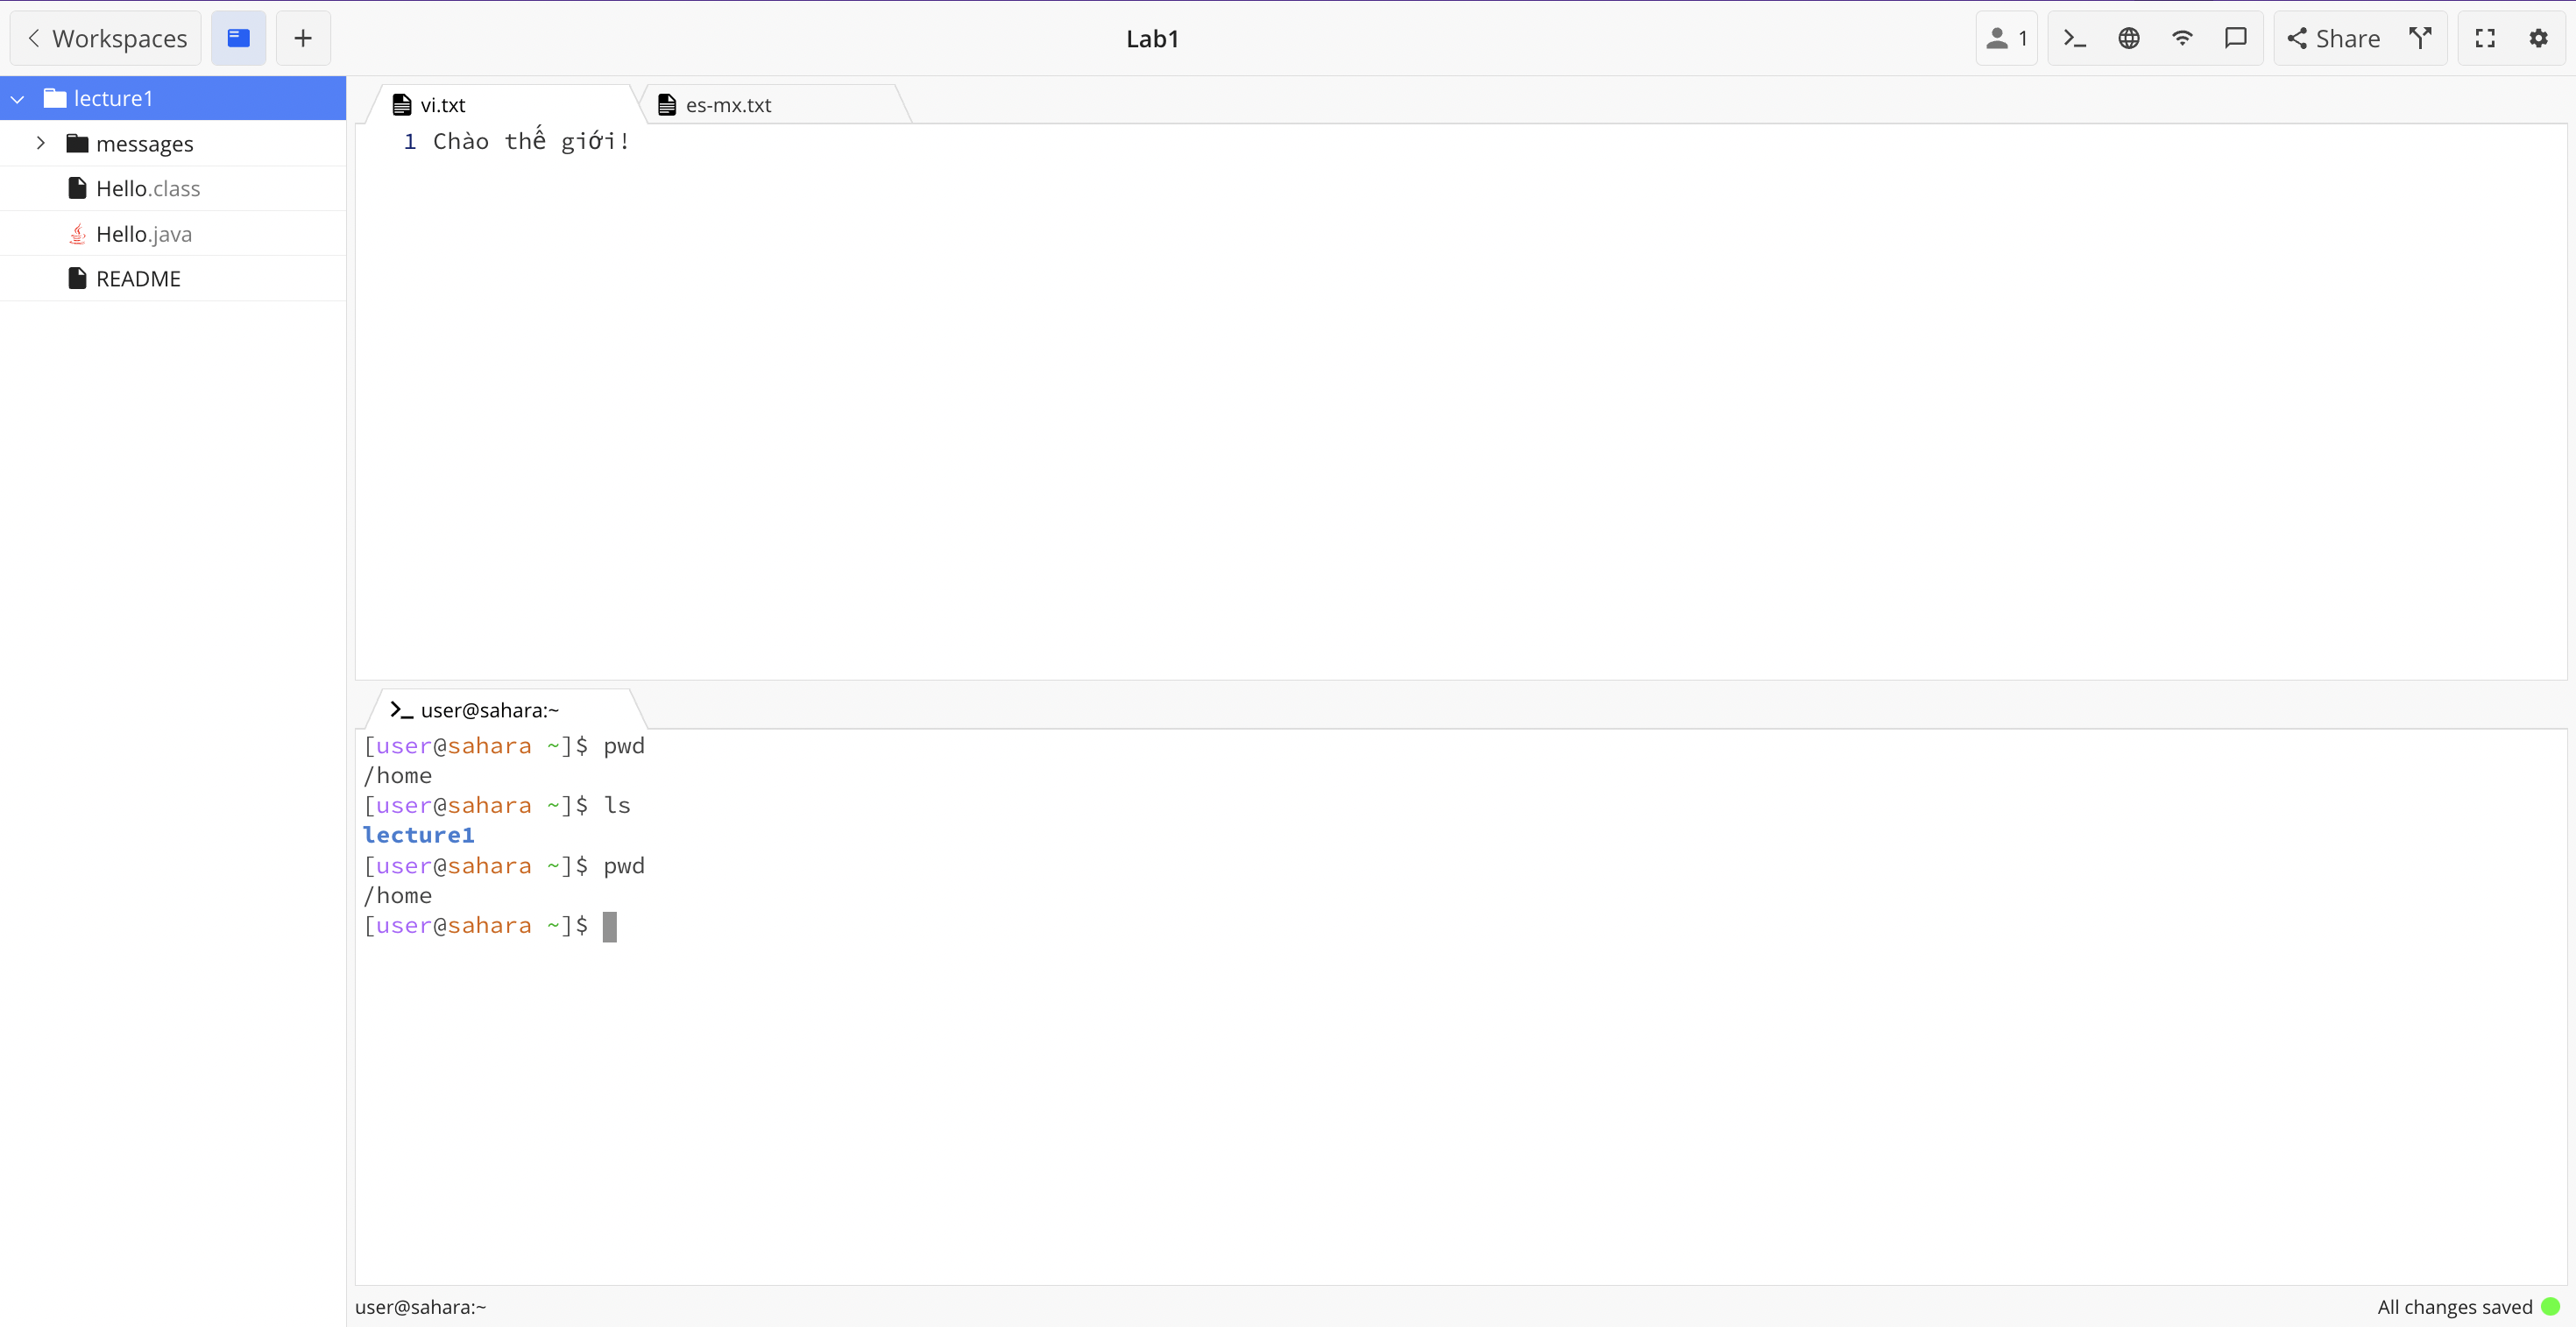 Workspaces
Lab1
1
Share
lecture1
messages
Hello.class
Hello.java
README
vi.txt
es-mx.txt
1 Chào thế giới!
user@sahara:~
[user@sahara ~]$ pwd
/home
[user@sahara ~]$ ls
lecture1
[user@sahara ~]$ pwd
/home
[user@sahara ~]$
user@sahara:~
All changes saved